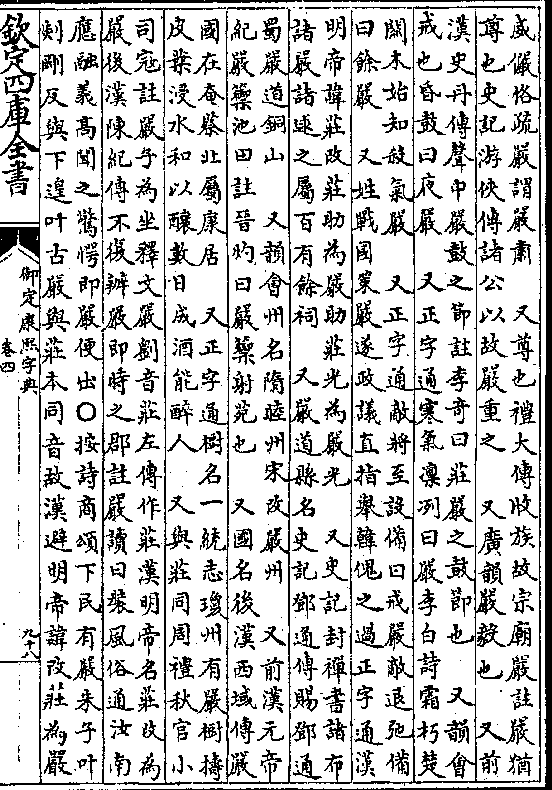 威儼俗疏嚴謂嚴肅　又尊也禮大傳收族故宗廟嚴註嚴猶
尊也史記游俠傳諸公以故嚴重之　又廣韻嚴毅也　又前
漢史丹傳聲中嚴鼓之節註李奇曰莊嚴之鼓節也　又韻會
戒也昏鼓曰夜嚴　又正字通寒氣凜冽曰嚴李白詩霜朽楚
關木始知殺氣嚴　又正字通敵將至設備曰戒嚴敵退弛備
曰餘嚴　又姓戰國策嚴遂政議直指舉韓傀之過正字通漢
明帝諱莊改莊助為嚴助莊光為嚴光　又史記封禪書諸布
諸嚴諸逑之屬百有餘祠　又嚴道縣名史記鄧通傳賜鄧通
蜀嚴道銅山　又韻會州名隋睦州宋改嚴州　又前漢元帝
紀嚴籞池田註晉灼曰嚴籞射苑也　又國名後漢西域傳嚴
國在奄蔡北屬康居　又正字通樹名一統志瓊州有嚴樹擣
皮葉浸水和以釀數日成酒能醉人　又與莊同周禮秋官小
司寇註嚴子為坐釋文嚴劉音莊左傳作莊漢明帝名莊改為
嚴後漢陳紀傳不復辨嚴即時之郡註嚴讀曰裝風俗通汝南
應融義高聞之驚愕即嚴便出〇按詩商頌下民有嚴朱子叶
剡剛反與下遑叶古嚴與莊本同音故漢避明帝諱改莊為嚴
欽定四庫全書
御定康熙字典
卷四
九十八